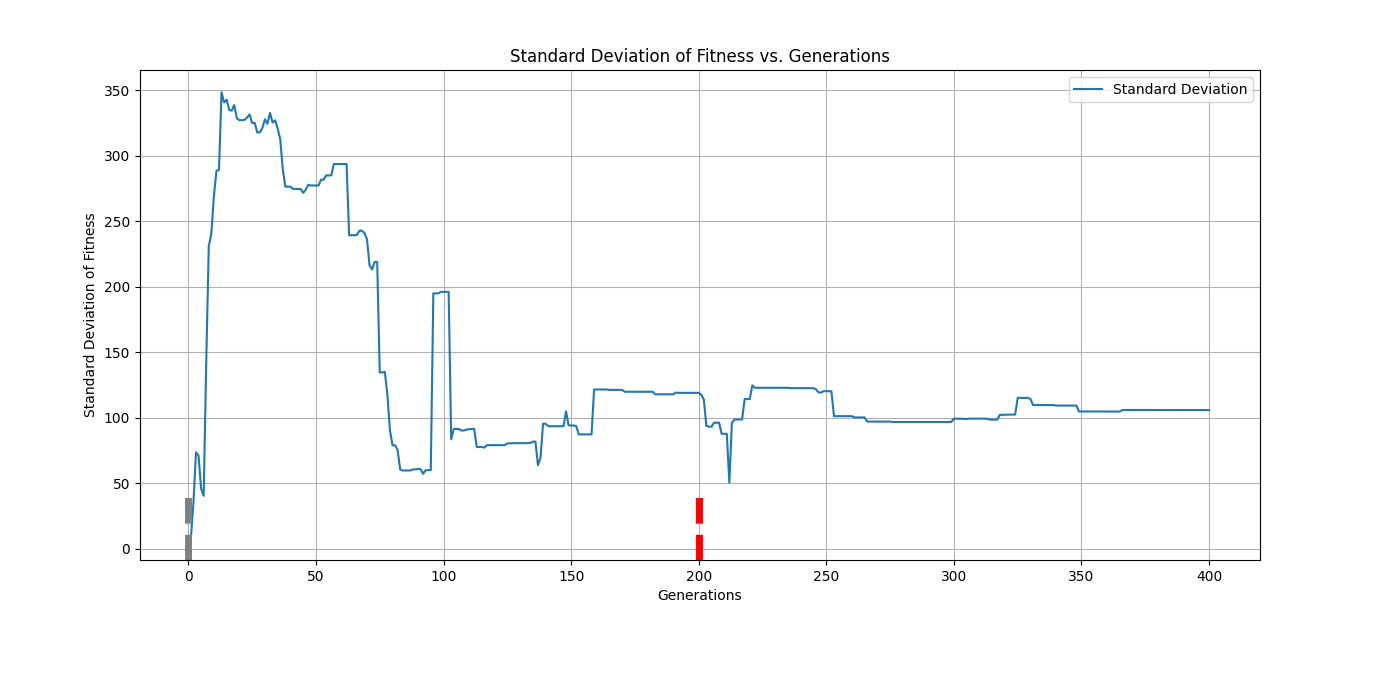 Standard Deviation of Fitness vs. Generations
Standard Deviation
Standard Deviation of Fitness
350
300
250
200
150
100
50
0
0 50 100 150 200 250 300 350 400
Generations